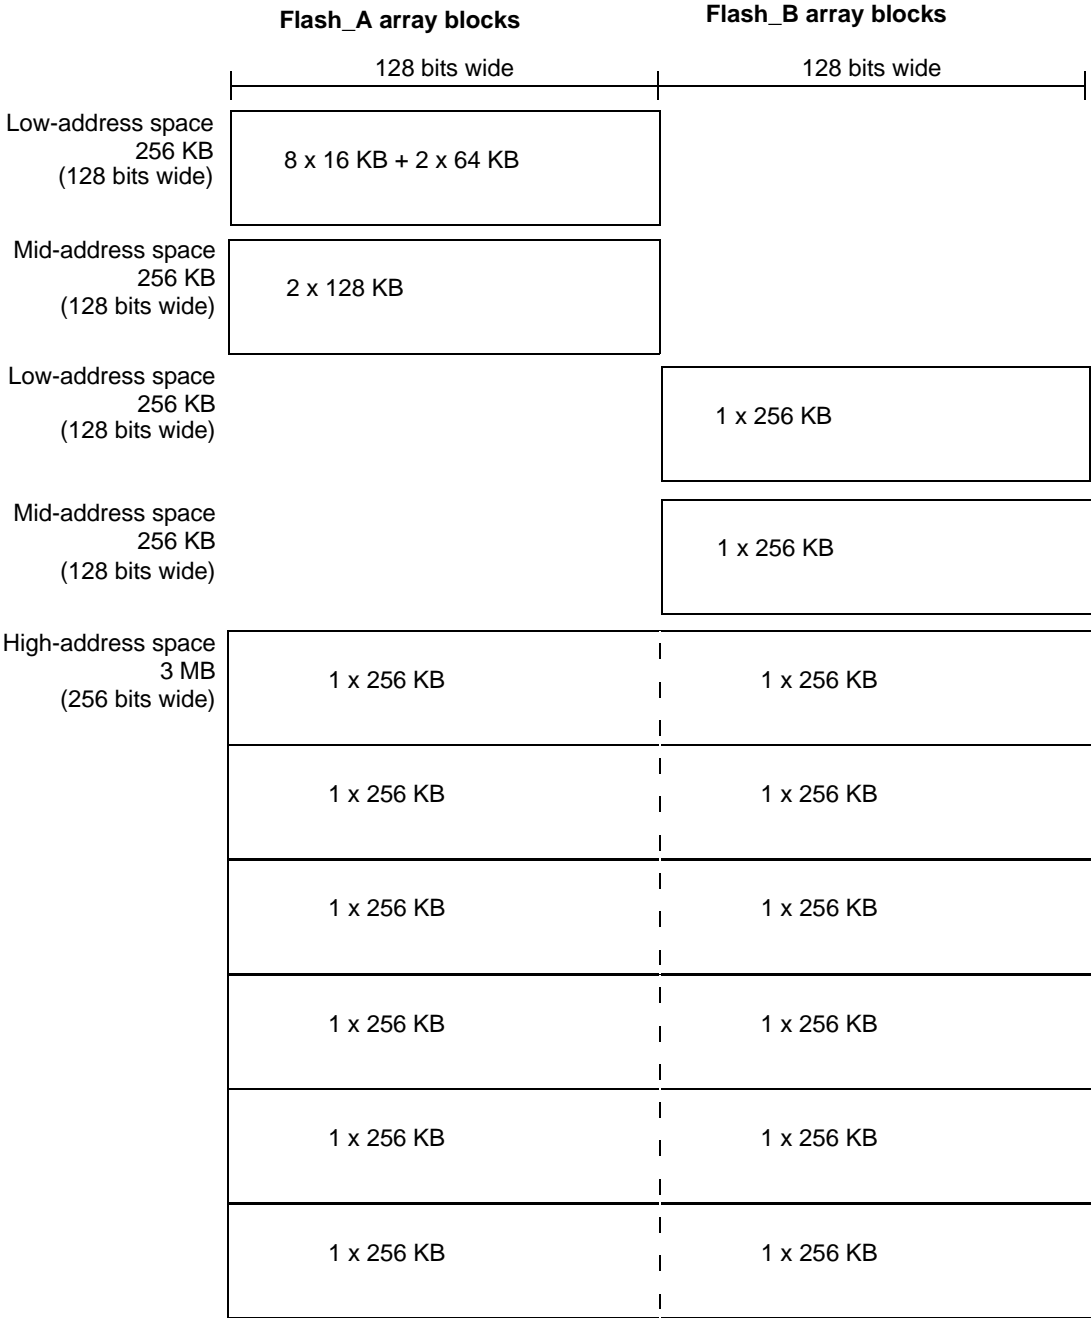 Flash_A array blocks
Flash_B array blocks
128 bits wide
128 bits wide
Low-address space
256 KB
(128 bits wide)
8 x 16 KB + 2 x 64 KB
Mid-address space
256 KB
(128 bits wide)
2 x 128 KB
Low-address space
256 KB
(128 bits wide)
1 x 256 KB
Mid-address space
256 KB
(128 bits wide)
1 x 256 KB
High-address space
3 MB
(256 bits wide)
1 x 256 KB
1 x 256 KB
1 x 256 KB
1 x 256 KB
1 x 256 KB
1 x 256 KB
1 x 256 KB
1 x 256 KB
1 x 256 KB
1 x 256 KB
1 x 256 KB
1 x 256 KB